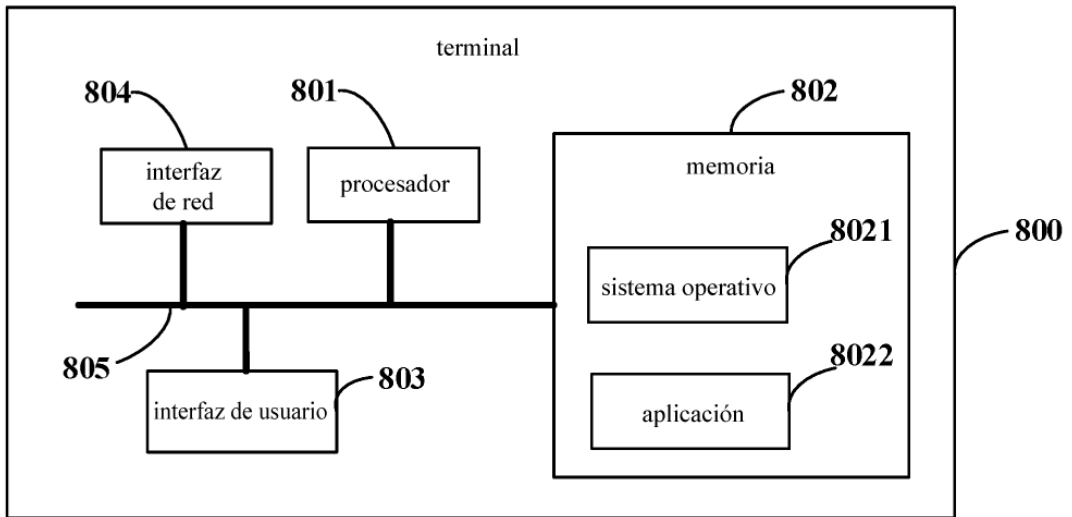 terminal
804
801
802
interfaz
de red
procesador
memoria
8021
sistema operativo
800
805
803
interfaz de usuario
8022
aplicación